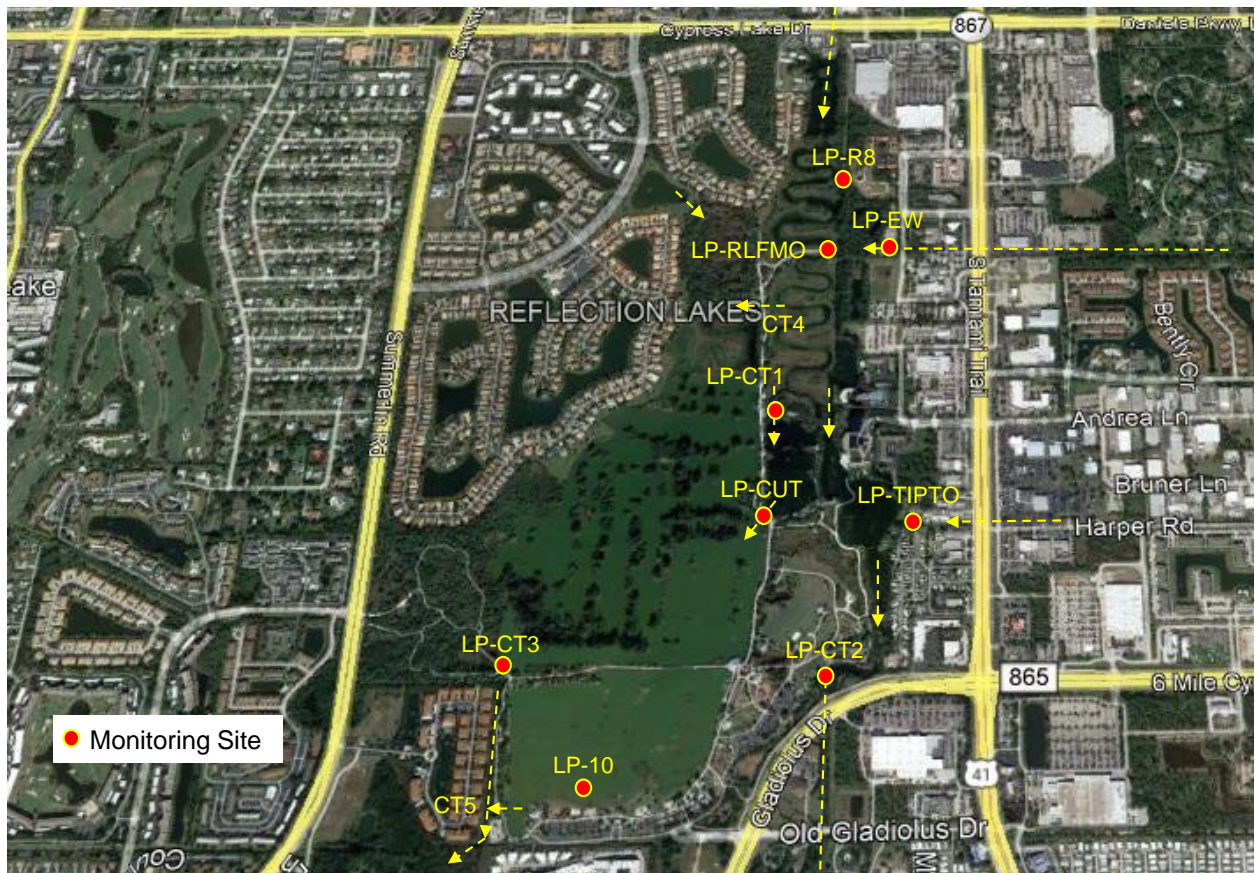 Cypress Lake Dr
867
Daniels Pkwy
LP-R8
LP-EW
LP-RLFMO
Lake
REFLECTION LAKES
CT4
S Tamiami Trail
Bently Cir
Summerlin Rd
LP-CT1
Andrea Ln
Bruner Ln
LP-CUT
LP-TIPTO
Harper Rd
LP-CT3
LP-CT2
865
6 Mile Cy
Monitoring Site
LP-10
Gladiolus Dr
41
CT5
Old Gladiolus Dr